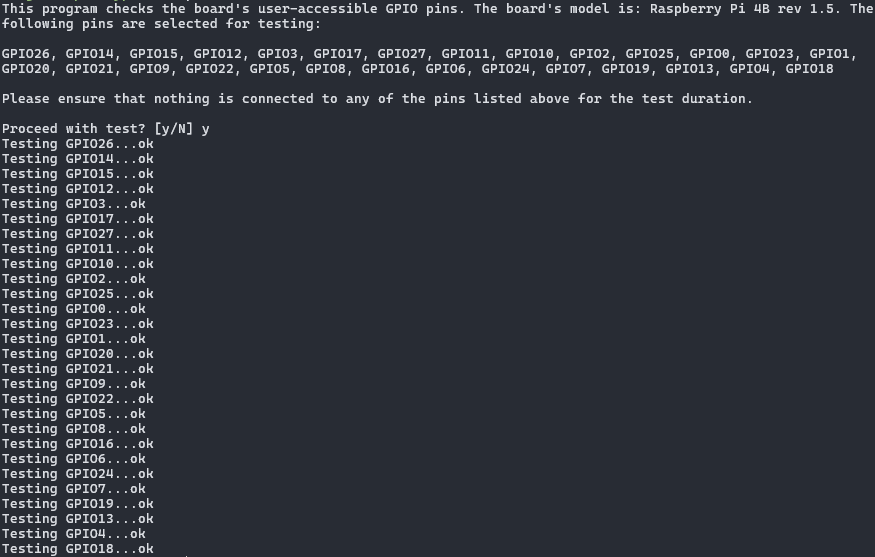 This program checks the board's user-accessible GPIO pins. The board's model is: Raspberry Pi 4B rev 1.5. The
following pins are selected for testing:
GPIO26, GPIO14, GPIO15, GPIO12, GPIO3, GPIO17, GPIO27, GPIO11, GPIO10, GPIO2, GPIO25, GPIO0, GPIO23, GPIO1,
GPIO20, GPIO21, GPIO9, GPIO22, GPIO5, GPIO8, GPIO16, GPIO6, GPIO24, GPIO7, GPIO19, GPIO13, GPIO4, GPIO18
Please ensure that nothing is connected to any of the pins listed above for the test duration.
Proceed with test? [y/N] y
Testing GPIO26...ok
Testing GPIO14...ok
Testing GPIO15...ok
Testing GPIO12...ok
Testing GPIO3...ok
Testing GPIO17...ok
Testing GPIO27...ok
Testing GPIO11...ok
Testing GPIO10...ok
Testing GPIO2...ok
Testing GPIO25...ok
Testing GPIO0...ok
Testing GPIO23...ok
Testing GPIO1...ok
Testing GPIO20...ok
Testing GPIO21...ok
Testing GPIO9...ok
Testing GPIO22...ok
Testing GPIO5...ok
Testing GPIO8...ok
Testing GPIO16...ok
Testing GPIO6...ok
Testing GPIO24...ok
Testing GPIO7...ok
Testing GPIO19...ok
Testing GPIO13...ok
Testing GPIO4...ok
Testing GPIO18...ok